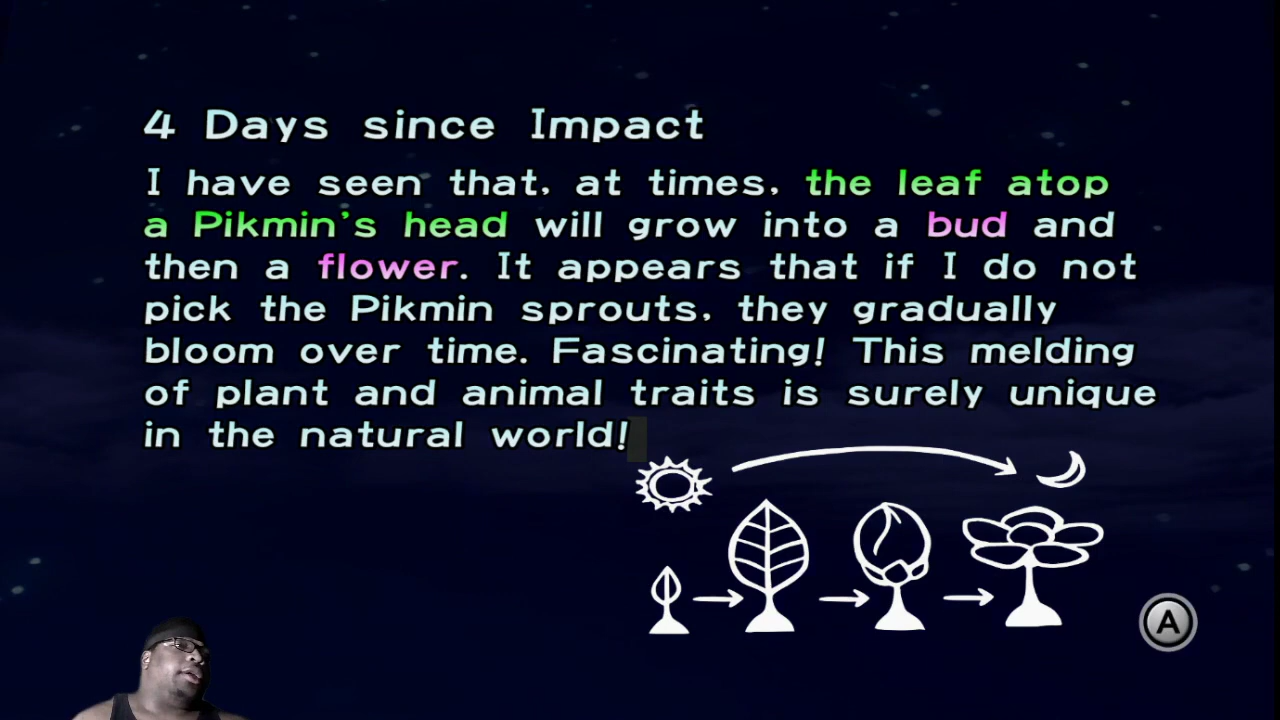 4 Days since Impact
I have seen that, at times, the leaf atop
a Pikmin's head will grow into a bud and
then a flower. It appears that if I do not
pick the Pikmin sprouts, they gradually
bloom over time. Fascinating! This melding
of plant and animal traits is surely unique
in the natural world!
A